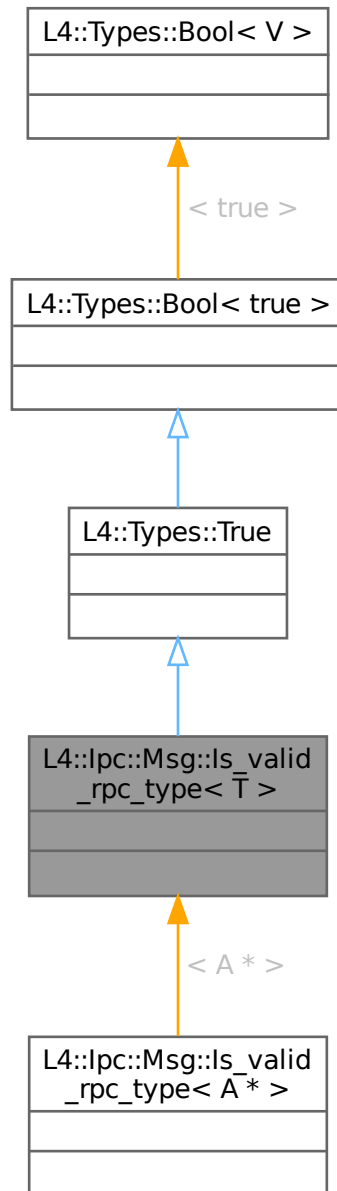 L4::Types::Bool< V >
< true >
L4::Types::Bool< true >
L4::Types::True
L4::Ipc::Msg::Is_valid
_rpc_type< T >
< A * >
L4::Ipc::Msg::Is_valid
_rpc_type< A * >